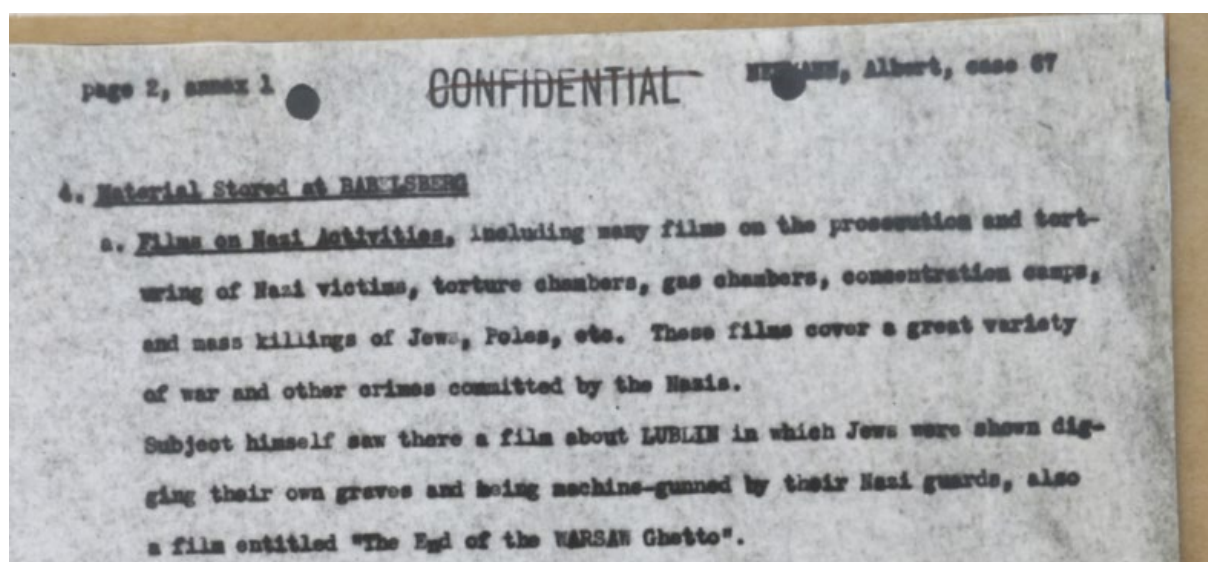 page 2, annex 1 CONFIDENTIAL Albert, case 67
4. Material Stored at BABELSBERG
a. Films on Nazi Activities, including many films on the prosecution and tort-
uring of Nazi victims, torture chambers, gas chambers, concentration camps,
and mass killings of Jews, Poles, etc. These films cover a great variety
of war and other crimes committed by the Nazis.
Subject himself saw there a film about LUBLIN in which Jews were shown dig-
ging their own graves and being machine-gunned by their Nazi guards, also
a film entitled "The End of the WARSAW Ghetto".